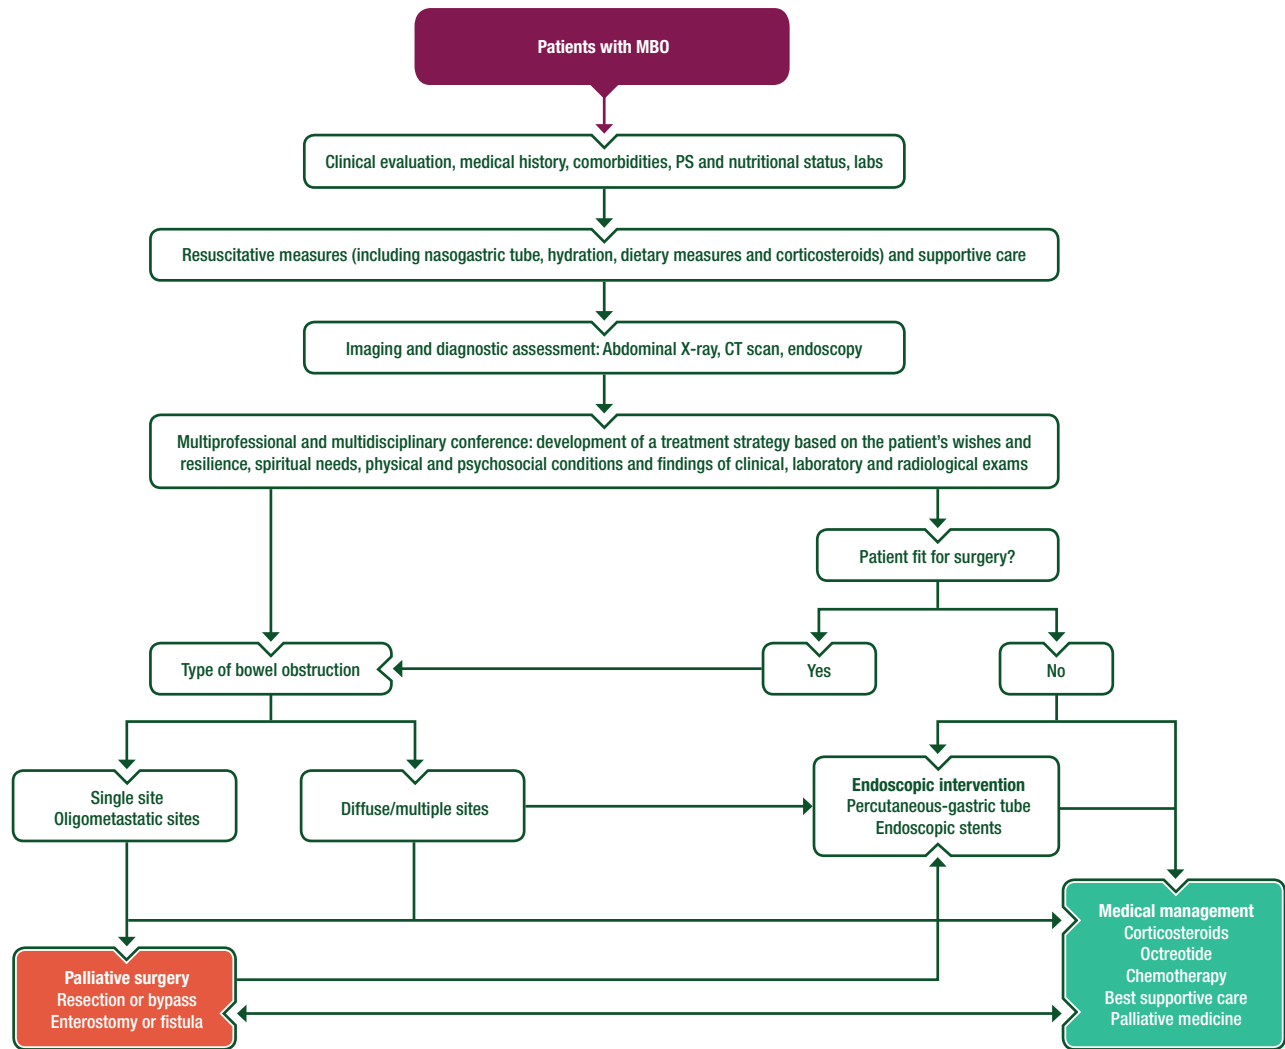 Patients with MBO
Clinical evaluation, medical history, comorbidities, PS and nutritional status, labs
Resuscitative measures (including nasogastric tube, hydration, dietary measures and corticosteroids) and supportive care
Imaging and diagnostic assessment: Abdominal X-ray, CT scan, endoscopy
Multiprofessional and multidisciplinary conference: development of a treatment strategy based on the patient’s wishes and
resilience, spiritual needs, physical and psychosocial conditions and findings of clinical, laboratory and radiological exams
Patient fit for surgery?
Type of bowel obstruction
Yes
No
Single site
Oligometastatic sites
Diffuse/multiple sites
Endoscopic intervention
Percutaneous-gastric tube
Endoscopic stents
Palliative surgery
Resection or bypass
Enterostomy or fistula
Medical management
Corticosteroids
Octreotide
Chemotherapy
Best supportive care
Palliative medicine